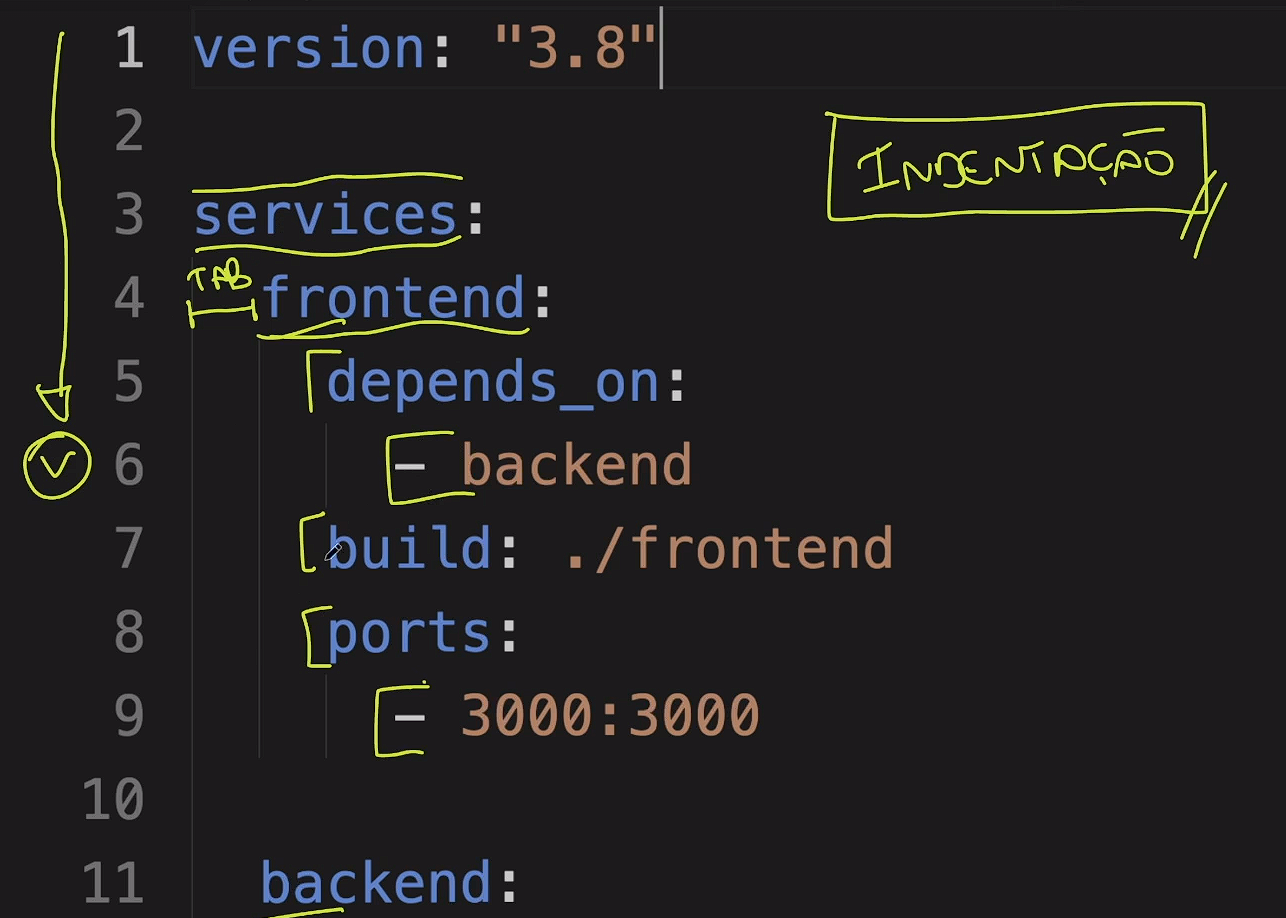 1 version: "3.8"
2
INDENTAÇÃO
3 services:
TAB
4 frontend:
5 depends_on:
V 6 - backend
7 build: ./frontend
8 ports:
9 - 3000:3000
10
11 backend: